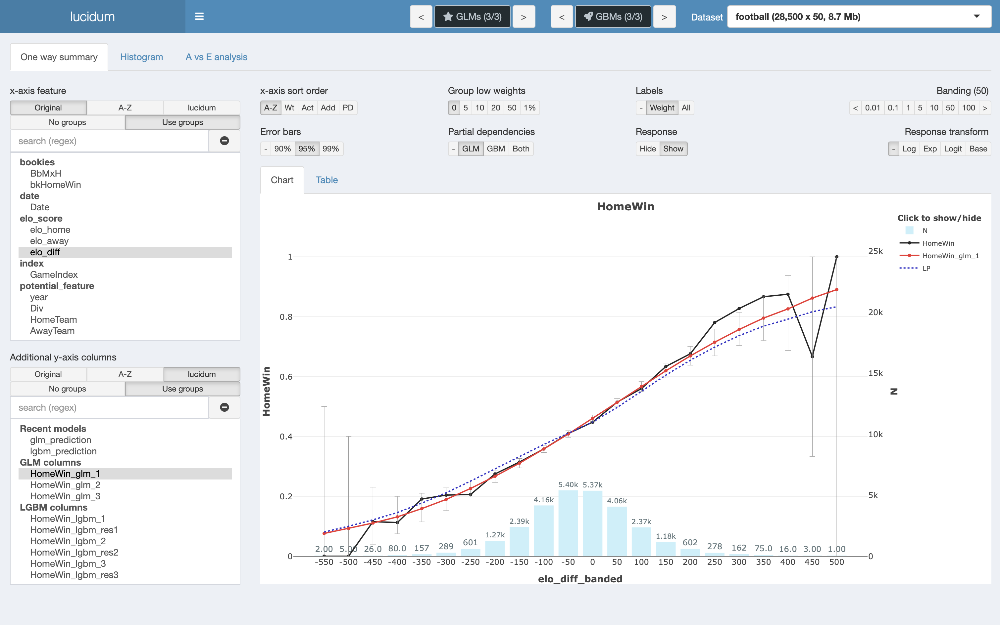 lucidum
< GLMs (3/3) >
< GBMs (3/3) >
Dataset
football (28,500 x 50, 8.7 Mb)
One way summary
Histogram
A vs E analysis
x-axis feature
Original A-Z lucidum
No groups Use groups
search (regex)
bookies
BbMxH
bkHomeWin
date
Date
elo_score
elo_home
elo_away
elo_diff
index
GameIndex
potential_feature
year
Div
HomeTeam
AwayTeam
Additional y-axis columns
Original A-Z lucidum
No groups Use groups
search (regex)
Recent models
glm_prediction
lgbm_prediction
GLM columns
HomeWin_glm_1
HomeWin_glm_2
HomeWin_glm_3
LGBM columns
HomeWin_lgbm_1
HomeWin_lgbm_res1
HomeWin_lgbm_2
HomeWin_lgbm_res2
HomeWin_lgbm_3
HomeWin_lgbm_res3
x-axis sort order
A-Z Wt Act Add PD
Group low weights
0 5 10 20 50 1%
Labels
- Weight All
Banding (50)
< 0.01 0.1 1 5 10 50 100 >
Error bars
- 90% 95% 99%
Partial dependencies
- GLM GBM Both
Response
Hide Show
Response transform
- Log Exp Logit Base
Chart
Table
HomeWin
Click to show/hide
N
HomeWin
HomeWin_glm_1
LP
1
0.8
0.6
0.4
0.2
0
HomeWin
25k
20k
15k
10k
5k
0
N
2.00 5.00 26.0 80.0 157 289 601 1.27k 2.39k 4.16k 5.40k 5.37k 4.06k 2.37k 1.18k 602 278 162 75.0 16.0 3.00 1.00
-550 -500 -450 -400 -350 -300 -250 -200 -150 -100 -50 0 50 100 150 200 250 300 350 400 450 500
elo_diff_banded